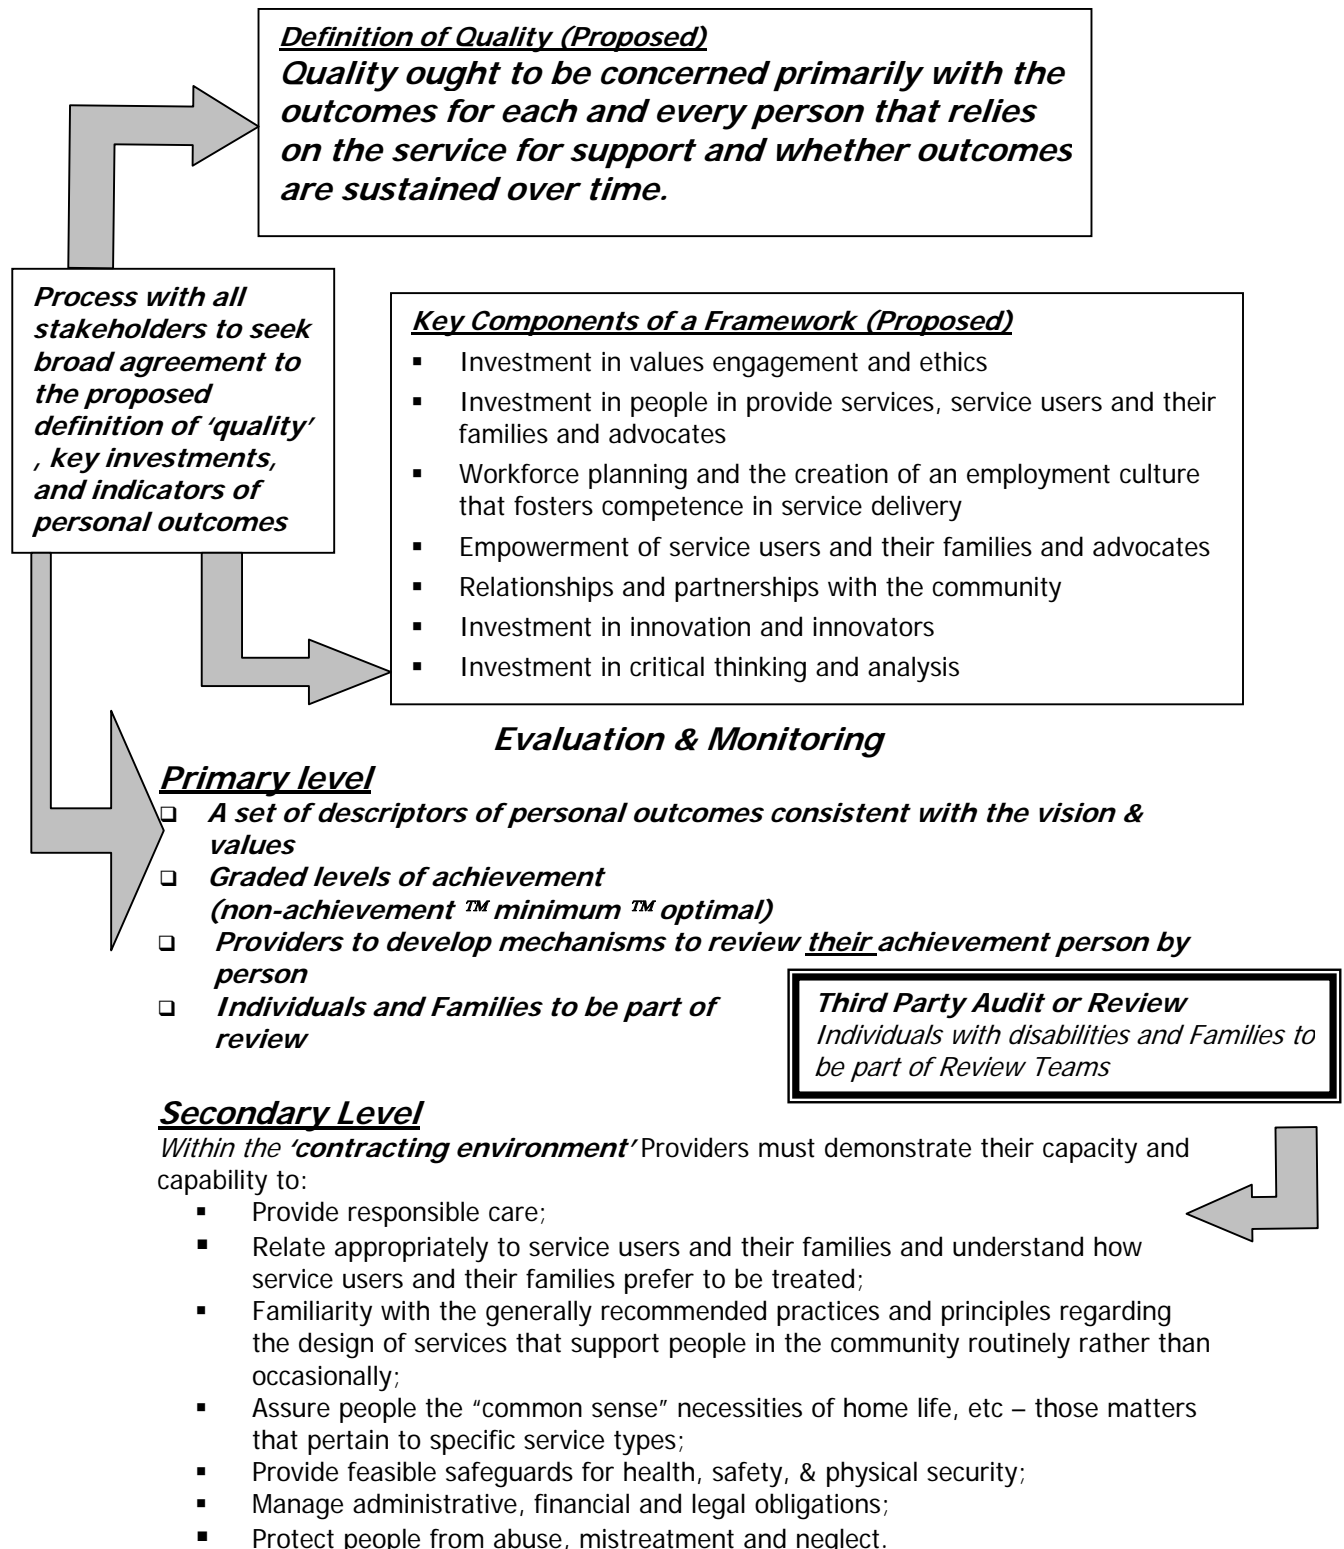 Definition of Quality (Proposed)
Quality ought to be concerned primarily with the
outcomes for each and every person that relies
on the service for support and whether outcomes
are sustained over time.
Process with all
stakeholders to seek
broad agreement to
the proposed
definition of ‘quality’
, key investments,
and indicators of
personal outcomes
Key Components of a Framework (Proposed)
▪ Investment in values engagement and ethics
▪ Investment in people in provide services, service users and their
families and advocates
▪ Workforce planning and the creation of an employment culture
that fosters competence in service delivery
▪ Empowerment of service users and their families and advocates
▪ Relationships and partnerships with the community
▪ Investment in innovation and innovators
▪ Investment in critical thinking and analysis
Evaluation & Monitoring
Primary level
❑ A set of descriptors of personal outcomes consistent with the vision &
values
❑ Graded levels of achievement
(non-achievement ™ minimum ™ optimal)
❑ Providers to develop mechanisms to review their achievement person by
person
❑ Individuals and Families to be part of
review
Third Party Audit or Review
Individuals with disabilities and Families to
be part of Review Teams
Secondary Level
Within the ‘contracting environment’ Providers must demonstrate their capacity and
capability to:
▪ Provide responsible care;
▪ Relate appropriately to service users and their families and understand how
service users and their families prefer to be treated;
▪ Familiarity with the generally recommended practices and principles regarding
the design of services that support people in the community routinely rather than
occasionally;
▪ Assure people the “common sense” necessities of home life, etc – those matters
that pertain to specific service types;
▪ Provide feasible safeguards for health, safety, & physical security;
▪ Manage administrative, financial and legal obligations;
▪ Protect people from abuse, mistreatment and neglect.